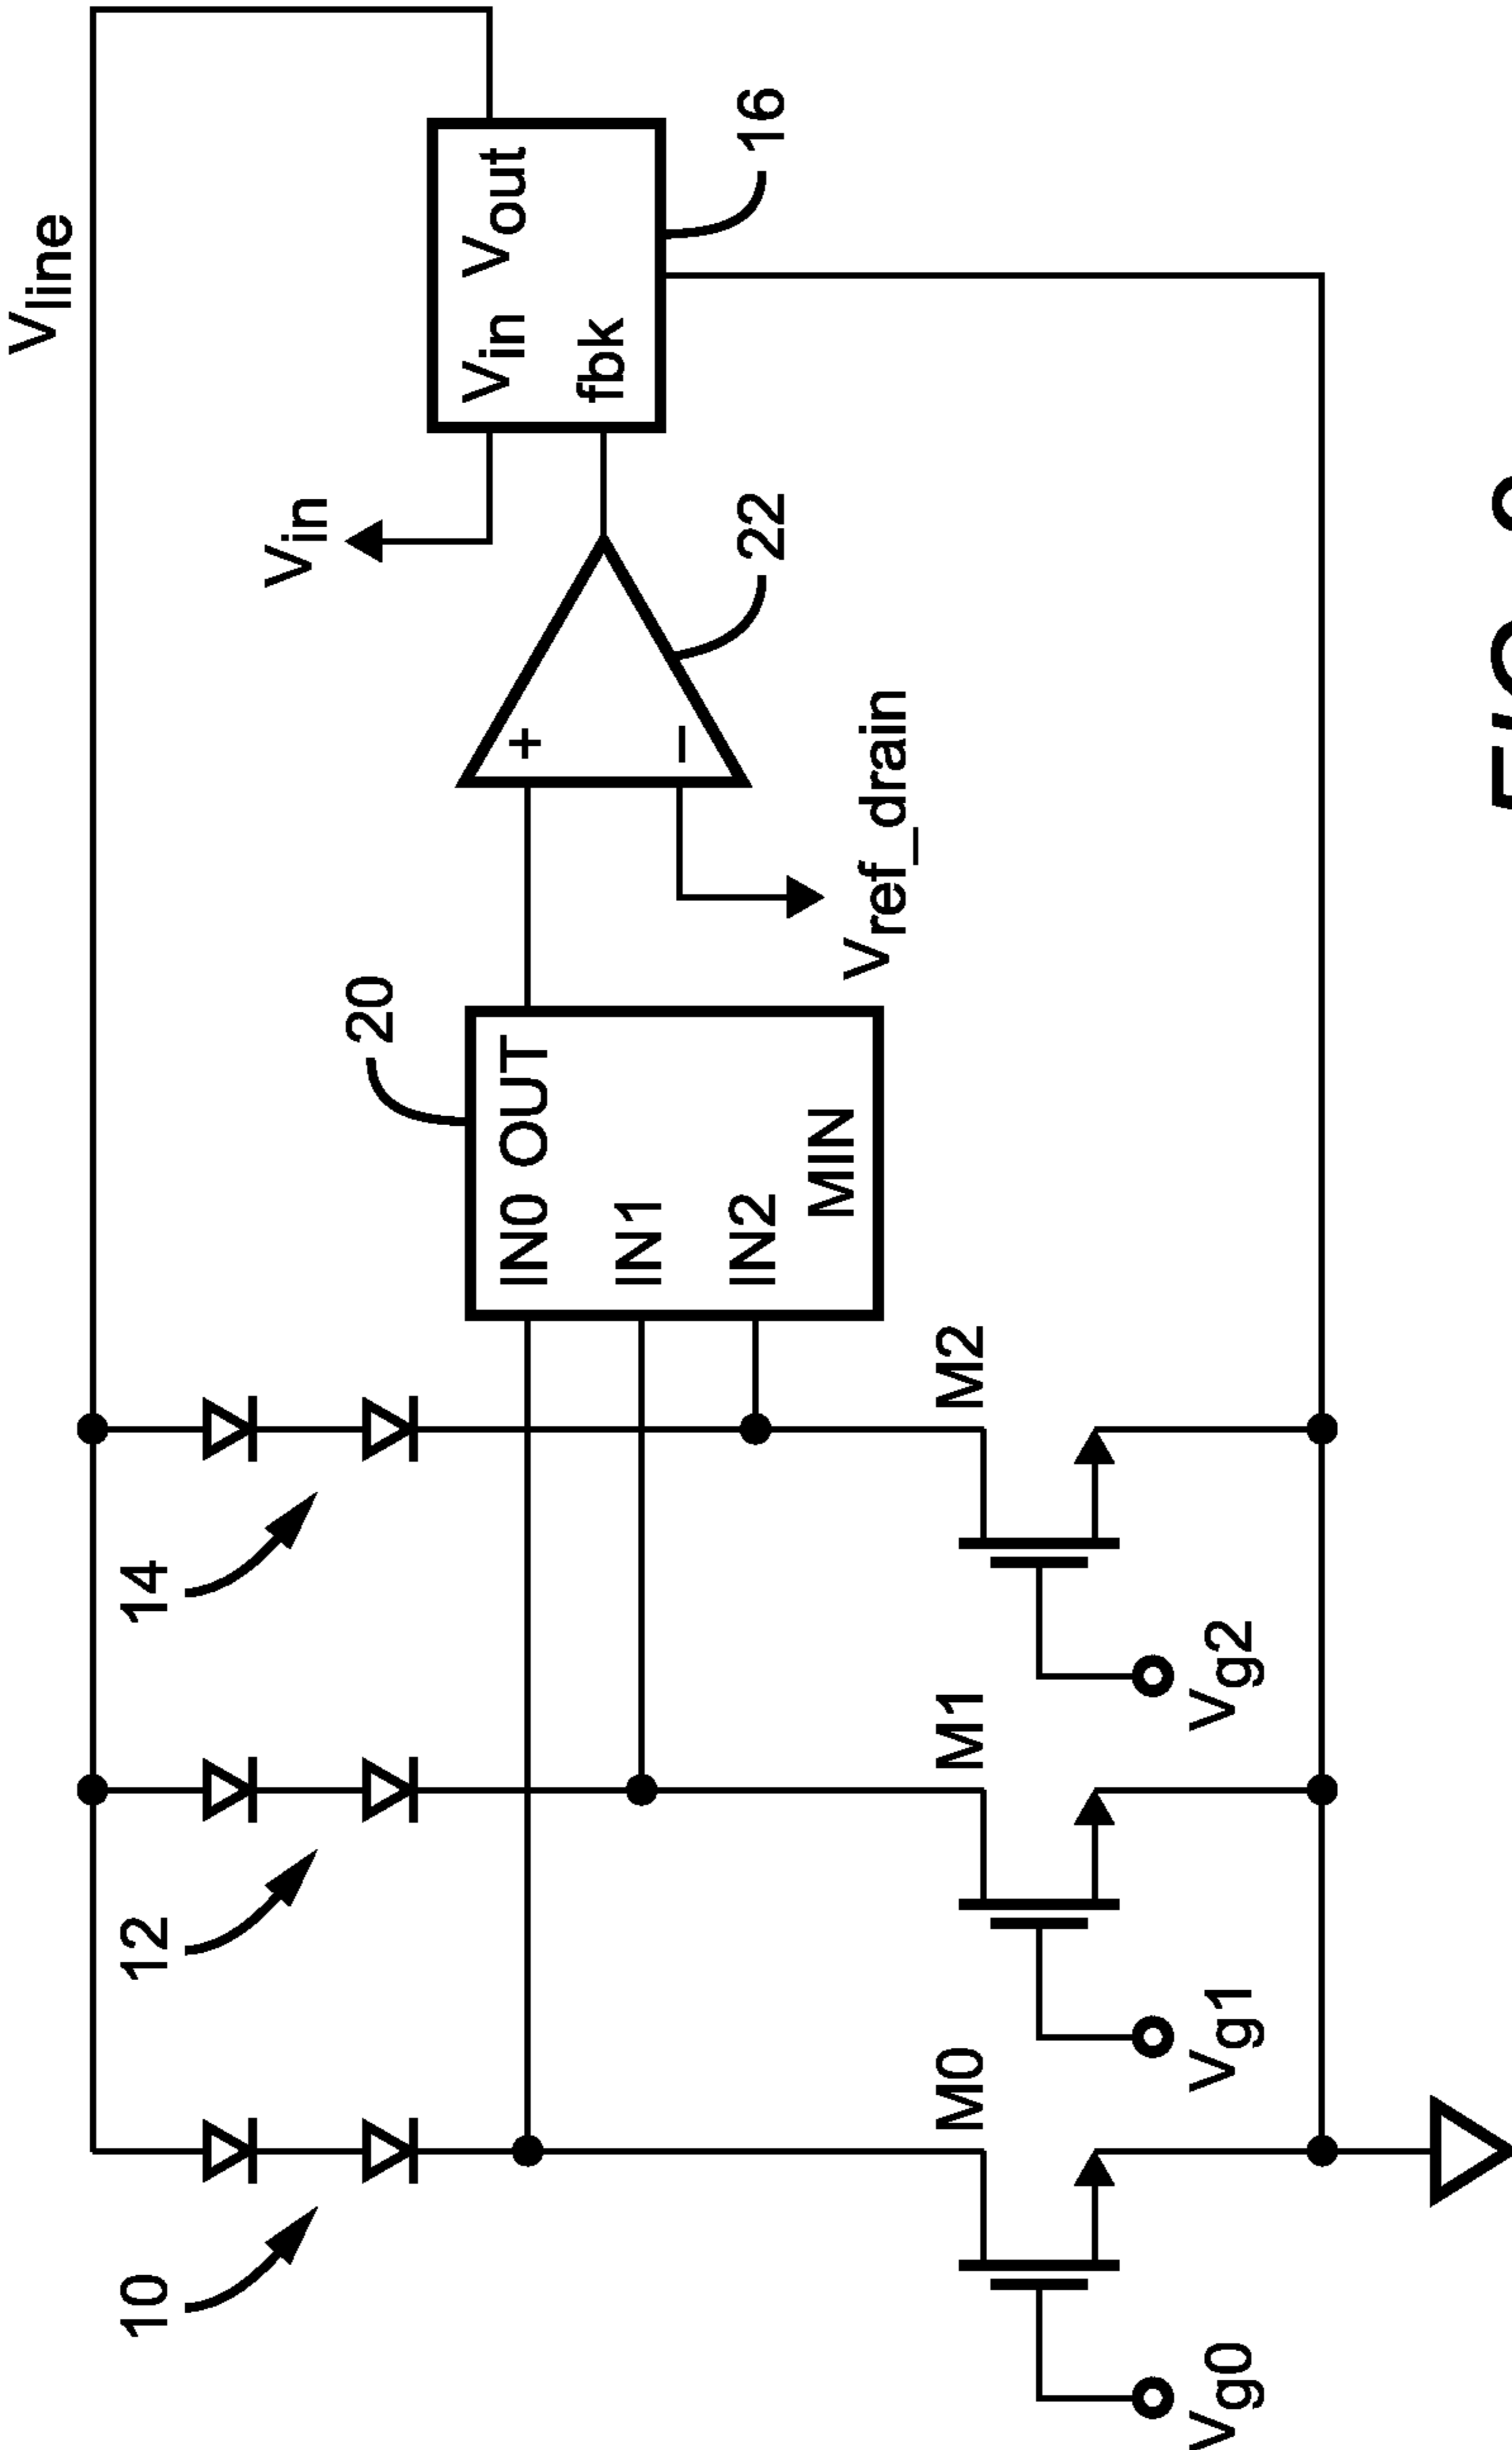 Vline
10
12
14
20
Vin
Vin Vout
fbk
16
22
+
−
IN0 OUT
IN1
IN2
MIN
Vref_drain
M0
M1
M2
Vg0
Vg1
Vg2